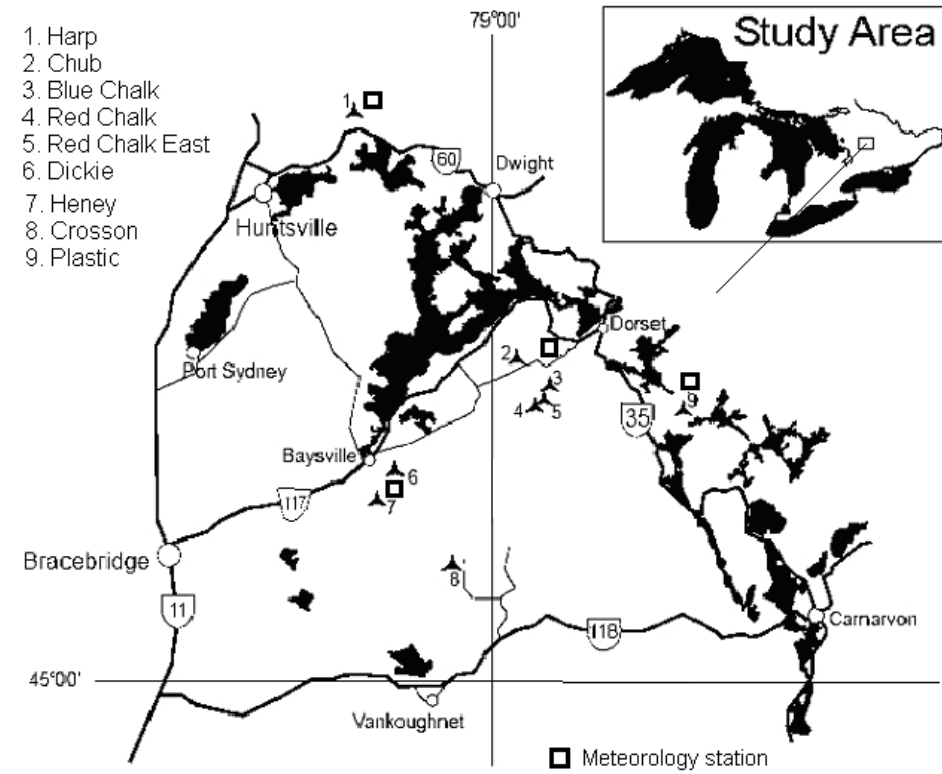 1. Harp
2. Chub
3. Blue Chalk
4. Red Chalk
5. Red Chalk East
6. Dickie
7. Heney
8. Crosson
9. Plastic
79°00'
Study Area
1
60
Dwight
Huntsville
Dorset
Port Sydney
2
3
4
5
9
35
Baysville
6
7
117
Bracebridge
8
11
118
Carnarvon
45°00'
Vankoughnet
Meteorology station